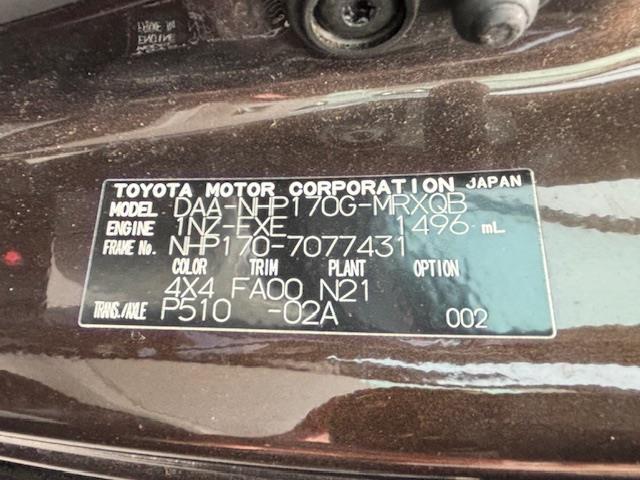 TOYOTA MOTOR CORPORATION JAPAN
MODEL DAA-NHP170G-MRXQB
ENGINE 1NZ-FXE 1496 mL
FRAME No. NHP170-7077431
COLOR TRIM PLANT OPTION
4X4 FA00 N21
TRANS./AXLE P510 -02A 002